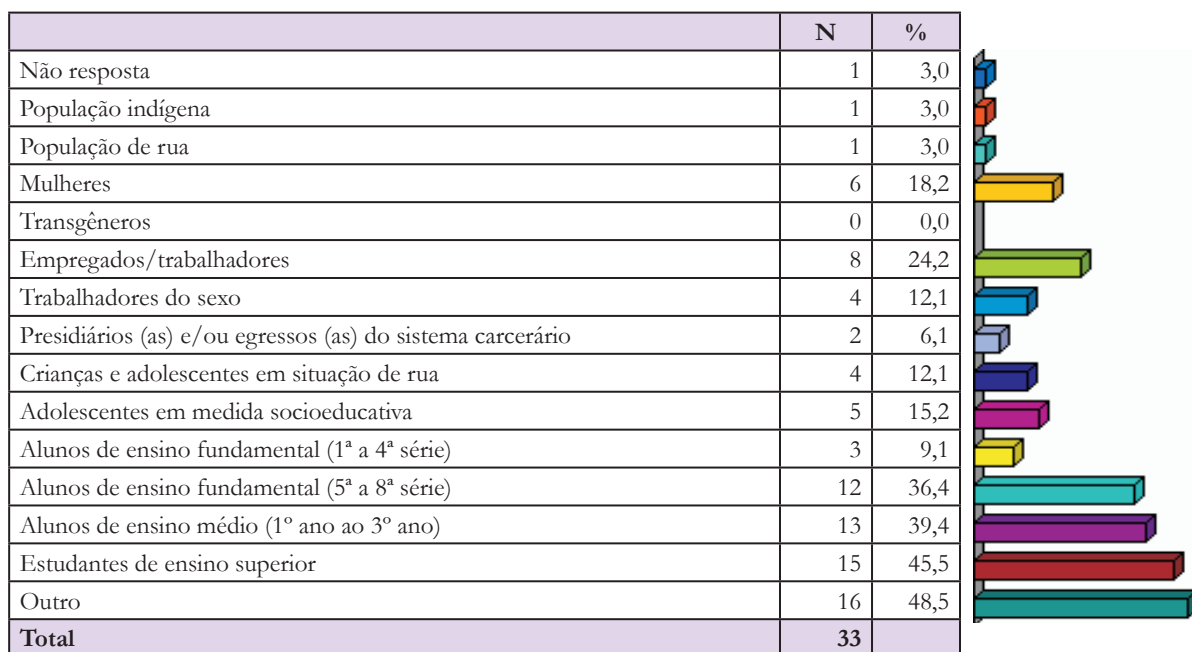 N %
Não resposta 1 3,0
População indígena 1 3,0
População de rua 1 3,0
Mulheres 6 18,2
Transgêneros 0 0,0
Empregados/trabalhadores 8 24,2
Trabalhadores do sexo 4 12,1
Presidiários (as) e/ou egressos (as) do sistema carcerário 2 6,1
Crianças e adolescentes em situação de rua 4 12,1
Adolescentes em medida socioeducativa 5 15,2
Alunos de ensino fundamental (1ª a 4ª série) 3 9,1
Alunos de ensino fundamental (5ª a 8ª série) 12 36,4
Alunos de ensino médio (1º ano ao 3º ano) 13 39,4
Estudantes de ensino superior 15 45,5
Outro 16 48,5
Total 33